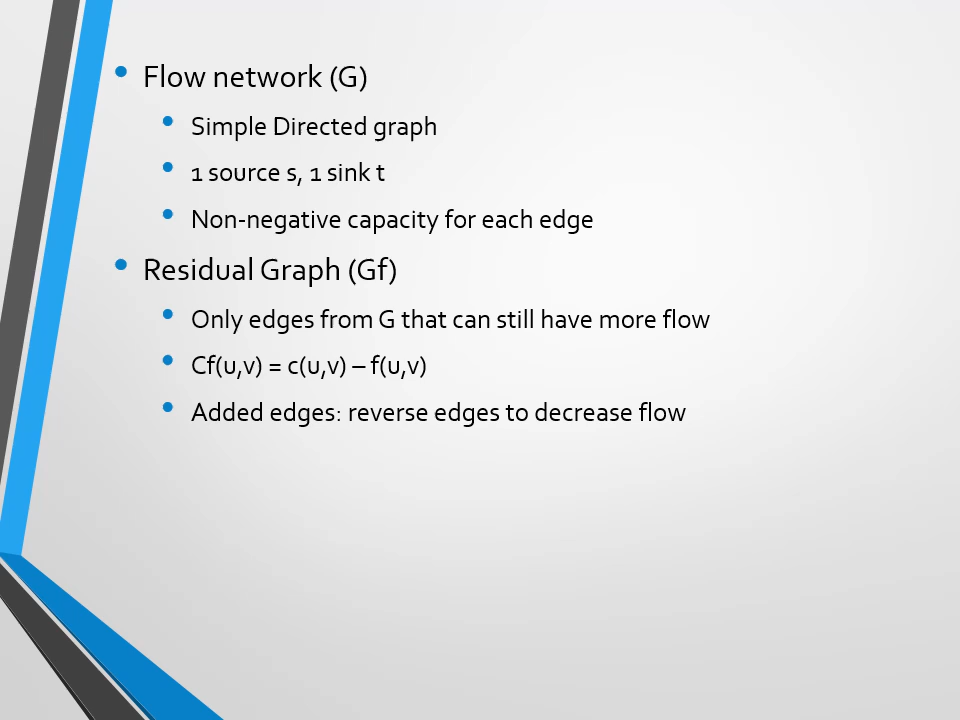 Flow network (G)
Simple Directed graph
1 source s, 1 sink t
Non-negative capacity for each edge
Residual Graph (Gf)
Only edges from G that can still have more flow
Cf(u,v) = c(u,v) – f(u,v)
Added edges: reverse edges to decrease flow